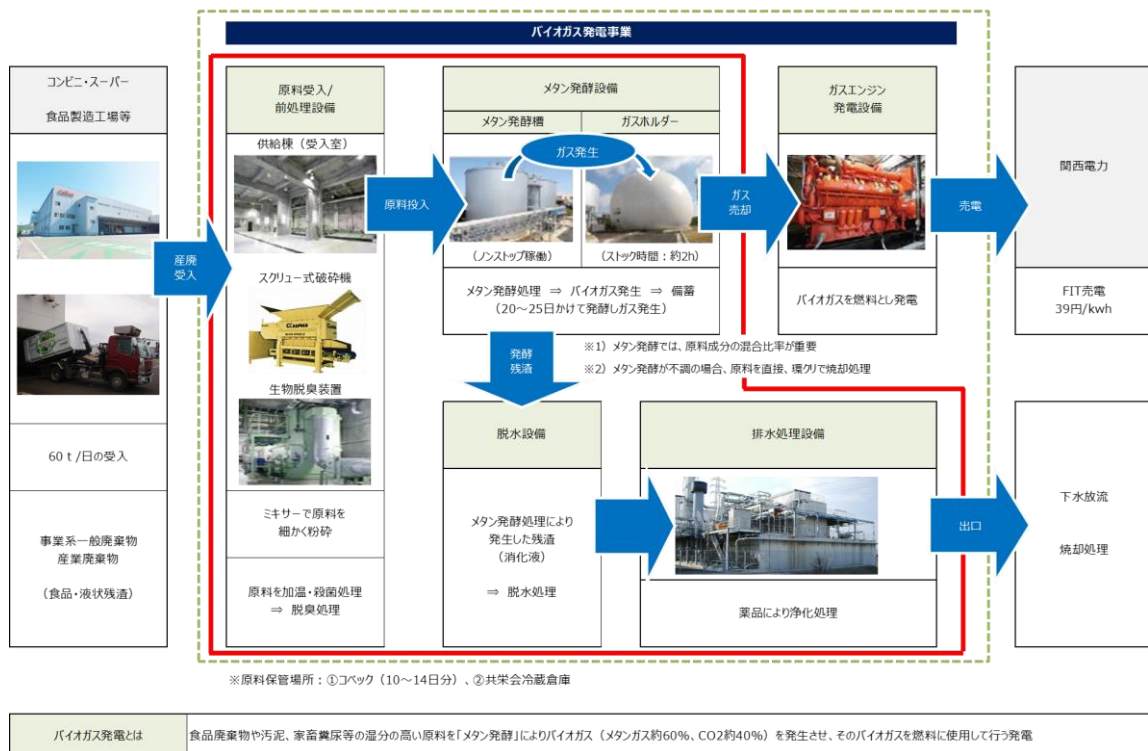 バイオガス発電事業
コンビニ・スーパー
食品製造工場等
産廃
受入
60ｔ/日の受入
事業系一般廃棄物
産業廃棄物
(食品・液状残渣)
原料受入/
前処理設備
供給棟（受入室）
スクリュー式破砕機
生物脱臭装置
ミキサーで原料を
細かく粉砕
原料を加温・殺菌処理
⇒ 脱臭処理
原料投入
メタン発酵設備
メタン発酵槽
ガスホルダー
ガス発生
(ノンストップ稼働)
(ストック時間：約2h)
メタン発酵処理 ⇒ バイオガス発生 ⇒ 備蓄
(20～25日かけて発酵しガス発生)
ガス
売却
ガスエンジン
発電設備
バイオガスを燃料とし発電
売電
関西電力
FIT売電
39円/kwh
発酵
残渣
※1）メタン発酵では、原料成分の混合比率が重要
※2）メタン発酵が不調の場合、原料を直接、環クリで焼却処理
脱水設備
メタン発酵処理により
発生した残渣
(消化液)
⇒ 脱水処理
排水処理設備
薬品により浄化処理
出口
下水放流
焼却処理
※原料保管場所：①コベック（10～14日分）、②共栄会冷蔵倉庫
バイオガス発電とは
食品廃棄物や汚泥、家畜糞尿等の湿分の高い原料を「メタン発酵」によりバイオガス（メタンガス約60%、CO2約40%）を発生させ、そのバイオガスを燃料に使用して行う発電